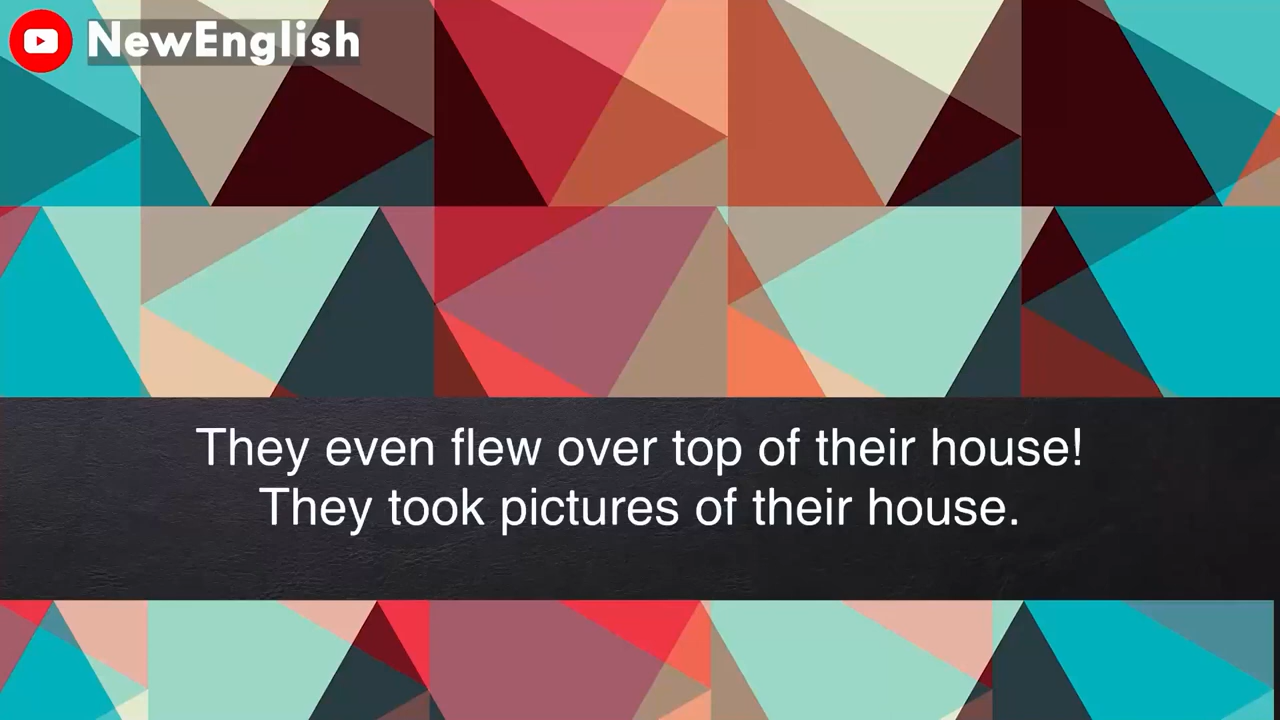 NewEnglish
They even flew over top of their house!
They took pictures of their house.